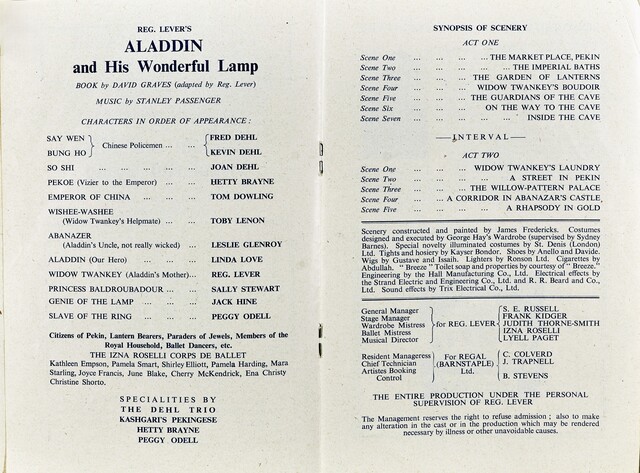 REG. LEVER'S
ALADDIN
and His Wonderful Lamp
BOOK by DAVID GRAVES (adapted by Reg. Lever)
MUSIC by STANLEY PASSENGER
CHARACTERS IN ORDER OF APPEARANCE :
SAY WEN } Chinese Policemen ... ... { FRED DEHL
BUNG HO } { KEVIN DEHL
SO SHI ... ... ... ... ... JOAN DEHL
PEKOE (Vizier to the Emperor) ... ... HETTY BRAYNE
EMPEROR OF CHINA ... ... ... TOM DOWLING
WISHEE-WASHEE
(Widow Twankey's Helpmate) ... ... TOBY LENON
ABANAZER
(Aladdin's Uncle, not really wicked) ... LESLIE GLENROY
ALADDIN (Our Hero) ... ... ... LINDA LOVE
WIDOW TWANKEY (Aladdin's Mother)... REG. LEVER
PRINCESS BALDROUBADOUR ... ... SALLY STEWART
GENIE OF THE LAMP ... ... ... JACK HINE
SLAVE OF THE RING ... ... ... PEGGY ODELL
Citizens of Pekin, Lantern Bearers, Paraders of Jewels, Members of the
Royal Household, Ballet Dancers, etc.
THE IZNA ROSELLI CORPS DE BALLET
Kathleen Empson, Pamela Smart, Shirley Elliott, Pamela Harding, Mara
Starling, Joyce Francis, June Blake, Cherry McKendrick, Ena Christy
Christine Shorto.
SPECIALITIES BY
THE DEHL TRIO
KASHGARI'S PEKINGESE
HETTY BRAYNE
PEGGY ODELL
SYNOPSIS OF SCENERY
ACT ONE
Scene One ... ... ... ... THE MARKET PLACE, PEKIN
Scene Two ... ... ... ... THE IMPERIAL BATHS
Scene Three ... ... ... THE GARDEN OF LANTERNS
Scene Four ... ... ... WIDOW TWANKEY'S BOUDOIR
Scene Five ... ... ... THE GUARDIANS OF THE CAVE
Scene Six ... ... ... ON THE WAY TO THE CAVE
Scene Seven ... ... ... ... ... INSIDE THE CAVE
INTERVAL
ACT TWO
Scene One ... ... ... WIDOW TWANKEY'S LAUNDRY
Scene Two ... ... ... ... A STREET IN PEKIN
Scene Three ... ... ... THE WILLOW-PATTERN PALACE
Scene Four ... ... A CORRIDOR IN ABANAZAR'S CASTLE
Scene Five ... ... ... ... A RHAPSODY IN GOLD
Scenery constructed and painted by James Fredericks. Costumes
designed and executed by George Hay's Wardrobe (supervised by Sydney
Barnes). Special novelty illuminated costumes by St. Denis (London)
Ltd. Tights and hosiery by Kayser Bondor. Shoes by Anello and Davide.
Wigs by Gustave and Issaih. Lighters by Ronson Ltd. Cigarettes by
Abdullah. "Breeze" Toilet soap and properties by courtesy of "Breeze."
Engineering by the Hall Manufacturing Co., Ltd. Electrical effects by
the Strand Electric and Engineering Co., Ltd. and R. R. Beard and Co.,
Ltd. Sound effects by Trix Electrical Co., Ltd.
General Manager } for REG. LEVER { S. E. RUSSELL
Stage Manager FRANK KIDGER
Wardrobe Mistress JUDITH THORNE-SMITH
Ballet Mistress IZNA ROSELLI
Musical Director LYELL PAGET
Resident Manageress } For REGAL { C. COLVERD
Chief Technician (BARNSTAPLE) J. TRAPNELL
Artistes Booking Ltd.
Control B. STEVENS
THE ENTIRE PRODUCTION UNDER THE PERSONAL
SUPERVISION OF REG. LEVER
The Management reserves the right to refuse admission ; also to make
any alteration in the cast or in the production which may be rendered
necessary by illness or other unavoidable causes.